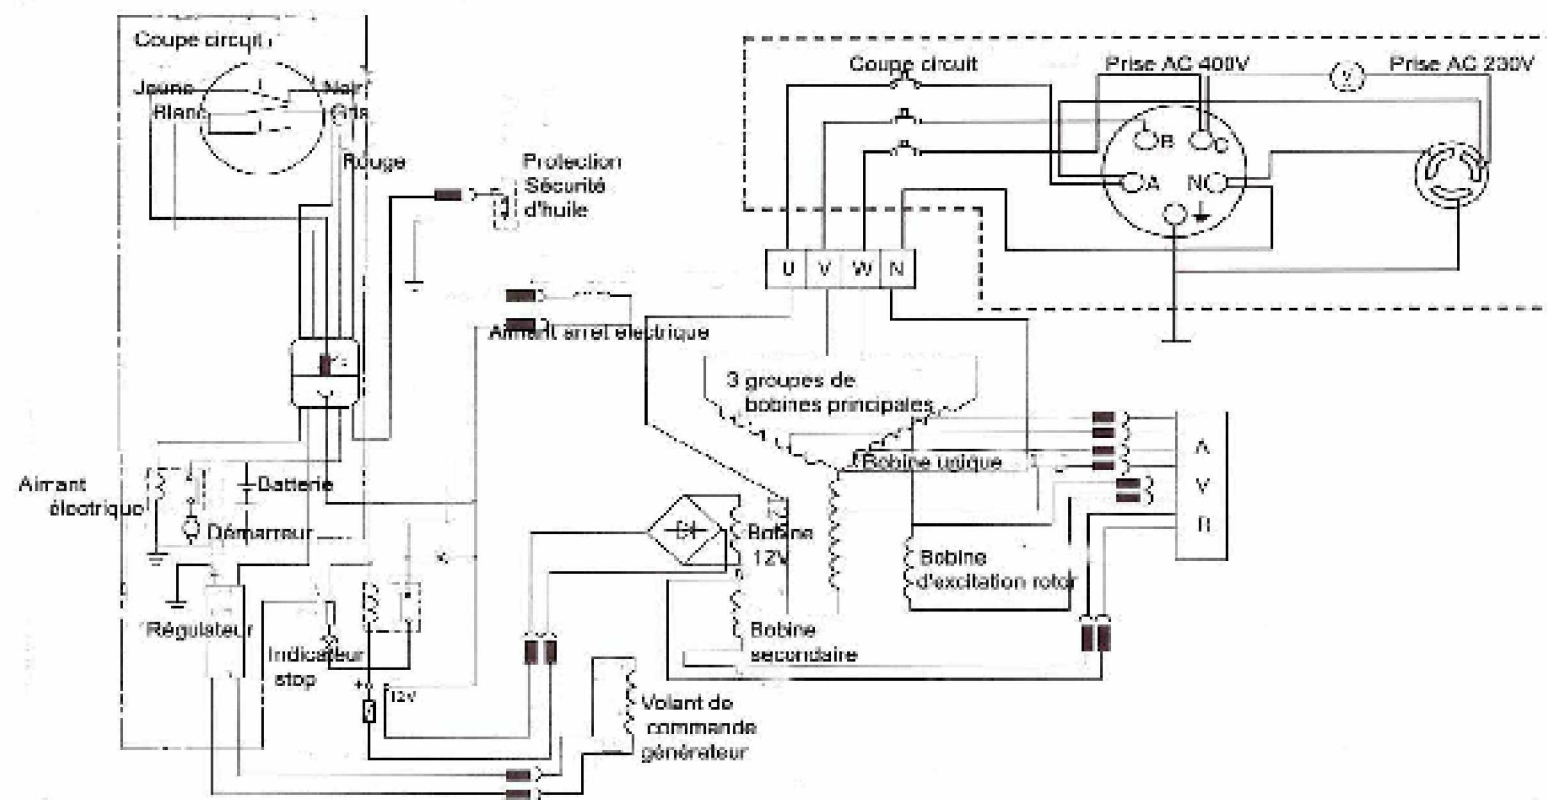 Coupe circuit
Jaune
Noir
Blanc
Gris
Rouge
Protection
Sécurité
d'huile
Coupe circuit
Prise AC 400V
V
Prise AC 230V
B
C
A
N
U V W N
Aimant arret electrique
3 groupes de
bobines principales
Bobine unique
A
V
R
Aimant
électrique
Batterie
Démarreur
Bobine
12V
Bobine
d'excitation rotor
Régulateur
Indicateur
stop
Bobine
secondaire
+
12V
Volant de
commande
générateur